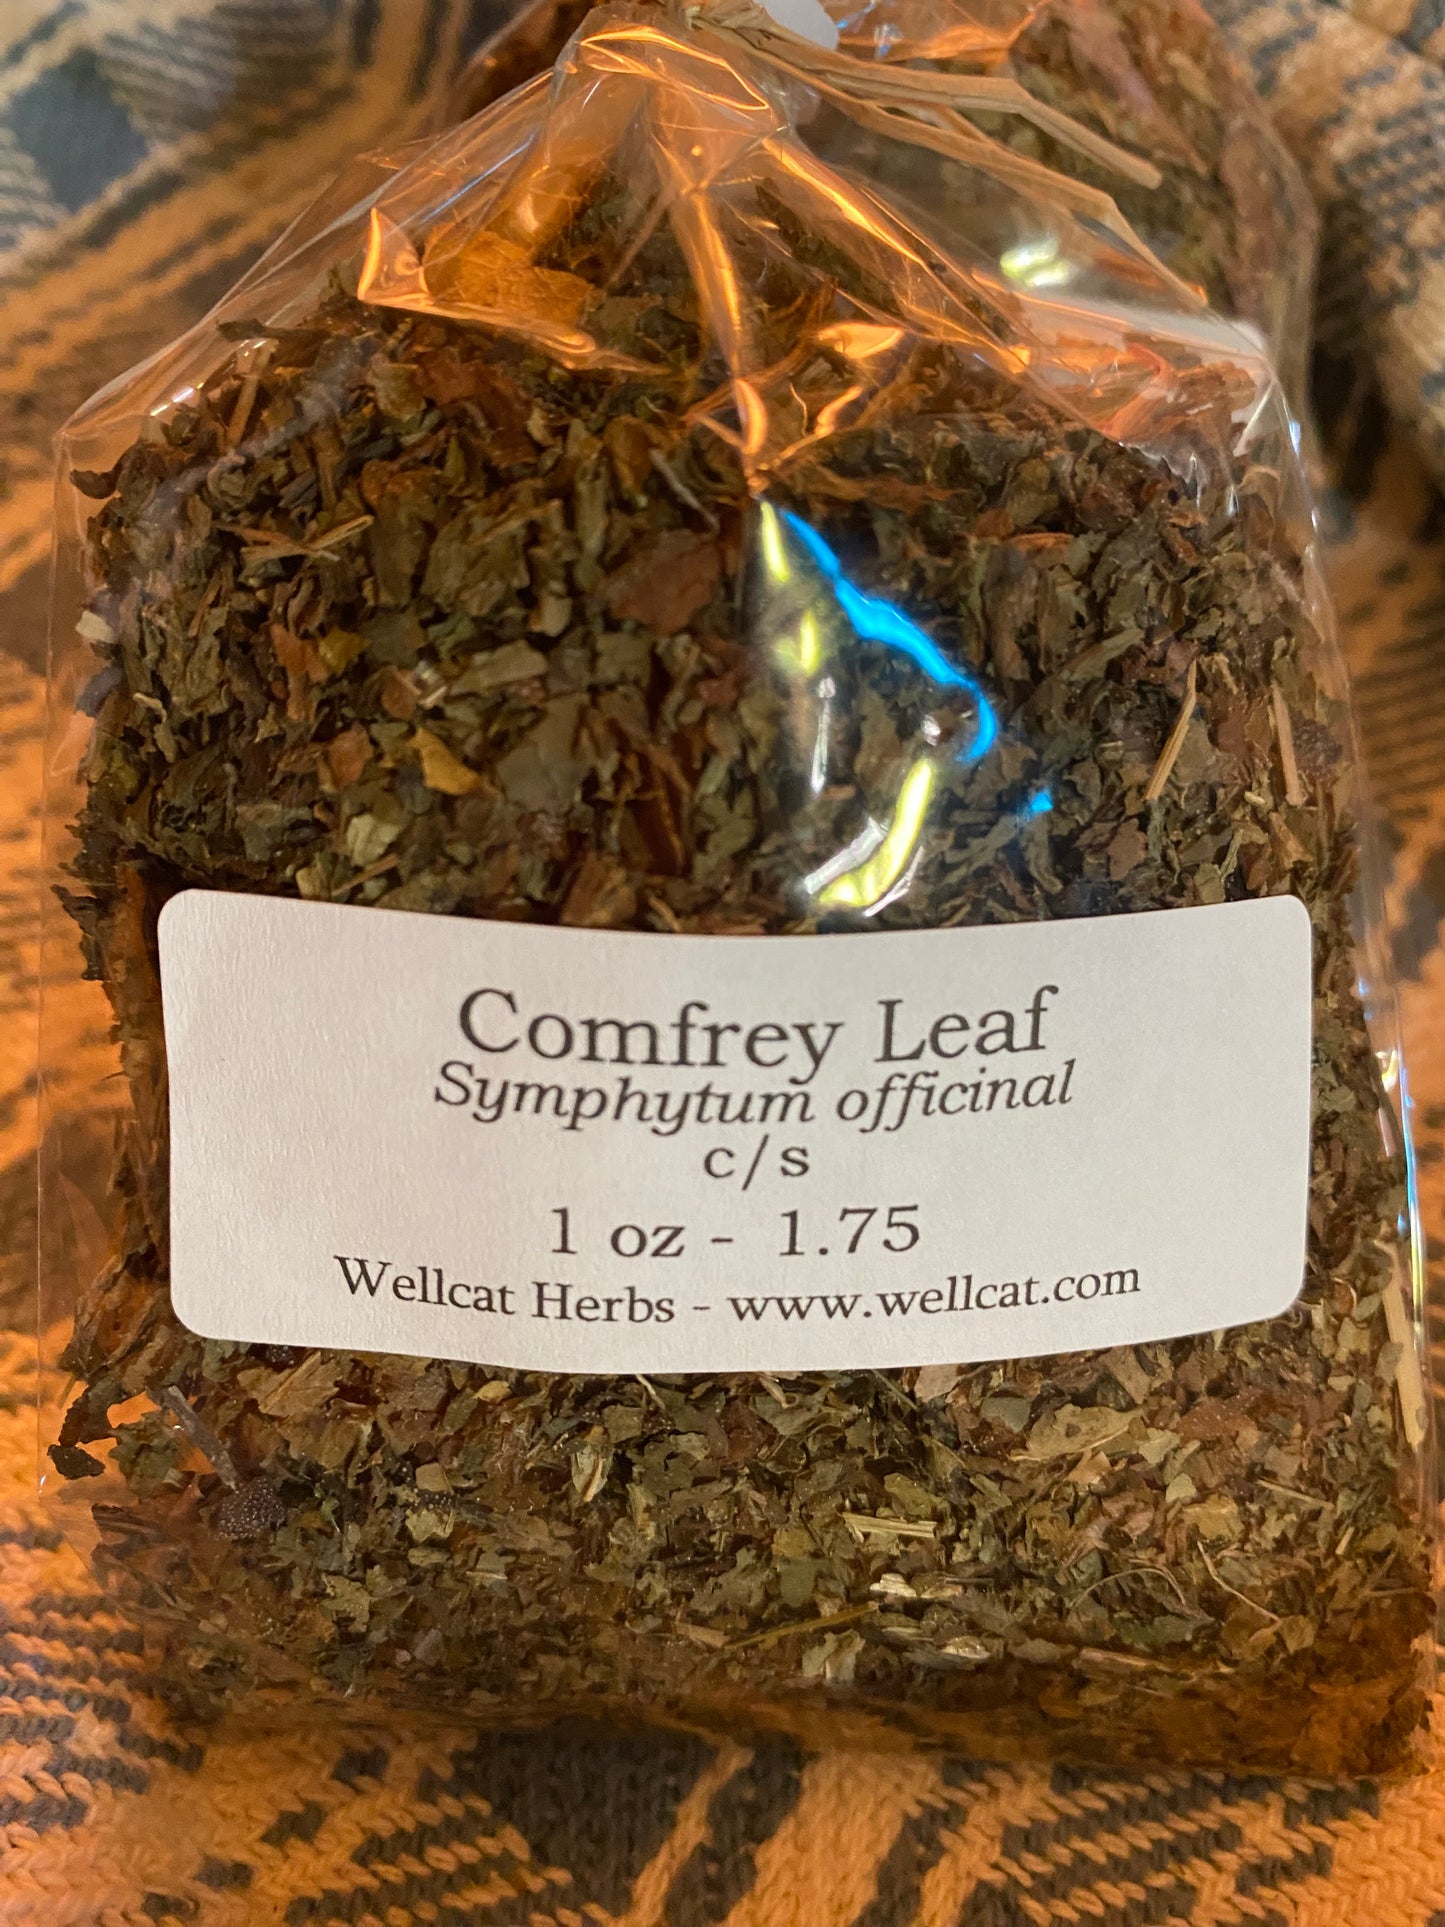 Comfrey Leaf
Symphytum officinal
c/s
1 oz - 1.75
Wellcat Herbs - www.wellcat.com